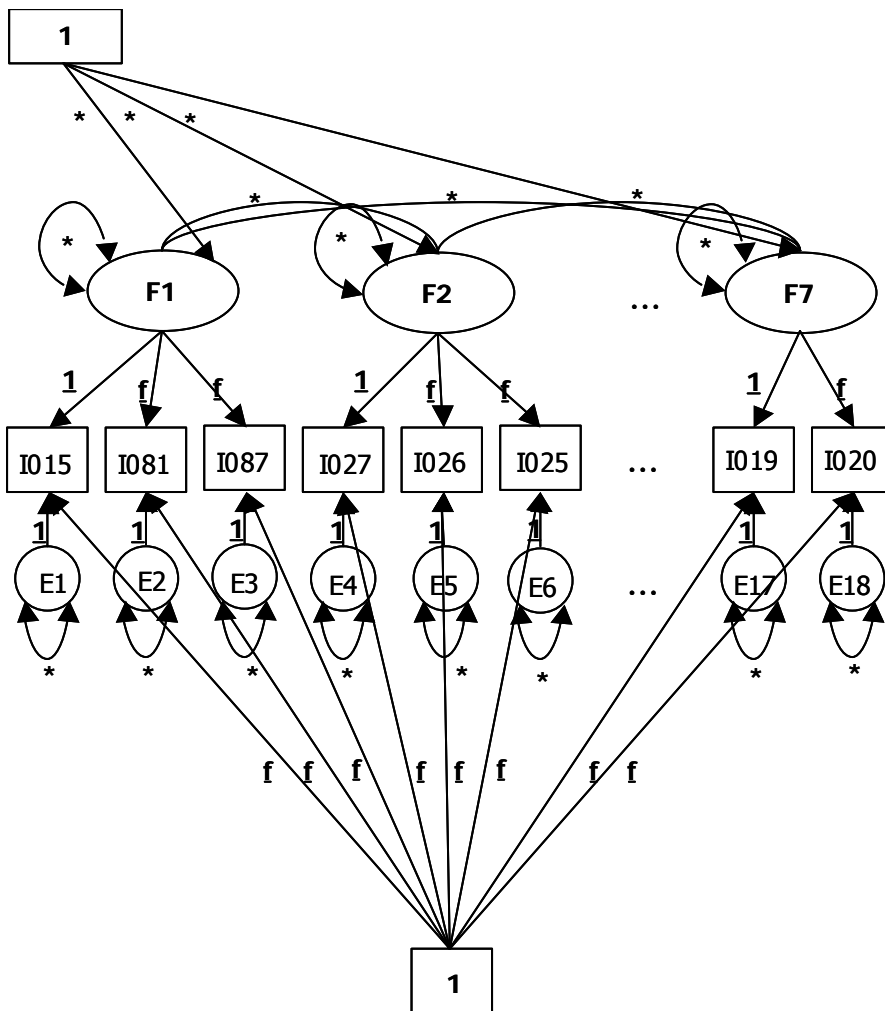 1
* * *
* * *
* * *
F1 F2 ... F7
1 f f 1 f f 1 f
I015 I081 I087 I027 I026 I025 ... I019 I020
1 1 1 1 1 1 1 1
E1 E2 E3 E4 E5 E6 ... E17 E18
* * * * * * * *
f f f f f f f f
1